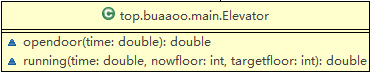 C top.buaaoo.main.Elevator
opendoor(time: double): double
running(time: double, nowfloor: int, targetfloor: int): double